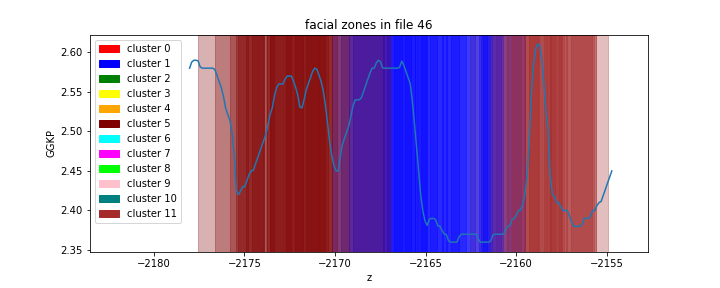 facial zones in file 46
GGKP
2.60
2.55
2.50
2.45
2.40
2.35
cluster 0
cluster 1
cluster 2
cluster 3
cluster 4
cluster 5
cluster 6
cluster 7
cluster 8
cluster 9
cluster 10
cluster 11
−2180 −2175 −2170 −2165 −2160 −2155
z